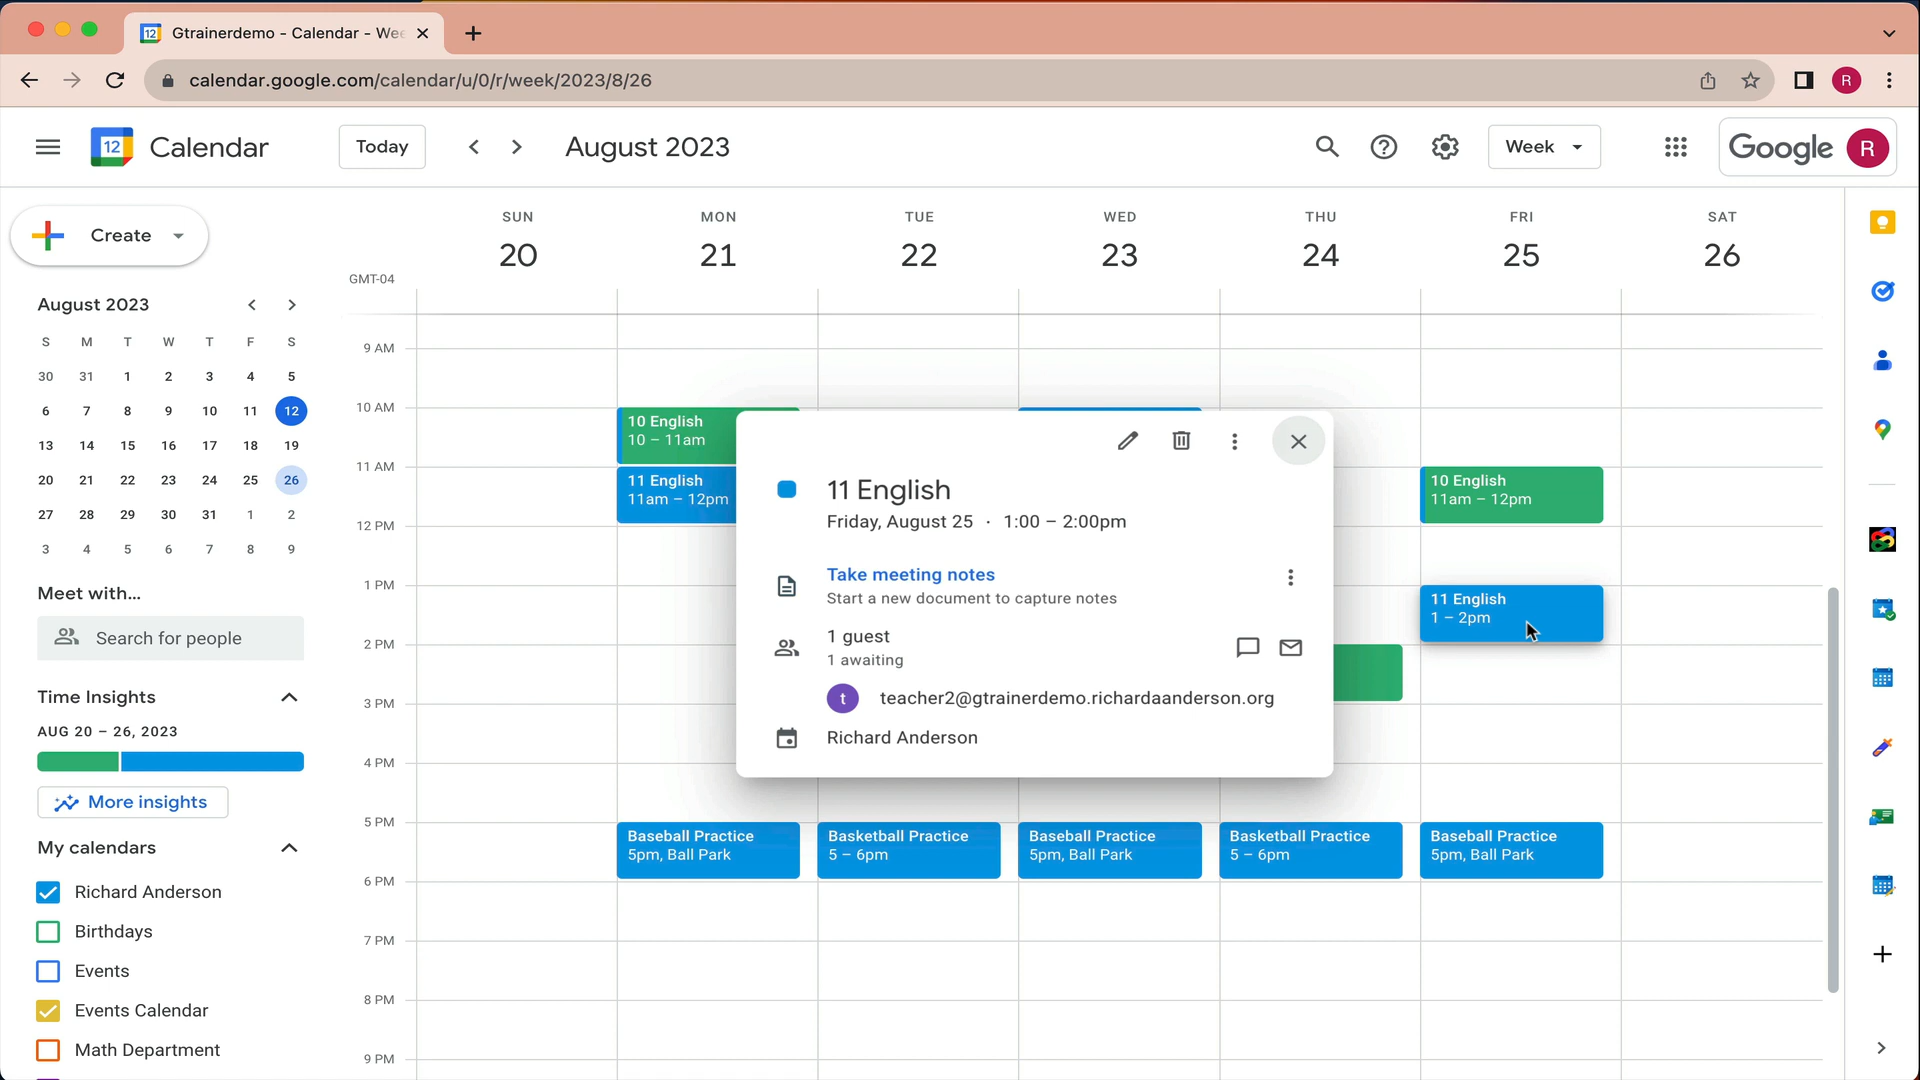 Gtrainerdemo - Calendar - Wee
calendar.google.com/calendar/u/0/r/week/2023/8/26
R
12
Calendar
Today
August 2023
Week
Google
R
Create
SUN
MON
TUE
WED
THU
FRI
SAT
20
21
22
23
24
25
26
GMT-04
August 2023
S M T W T F S
30 31 1 2 3 4 5
6 7 8 9 10 11 12
13 14 15 16 17 18 19
20 21 22 23 24 25 26
27 28 29 30 31 1 2
3 4 5 6 7 8 9
Meet with...
Search for people
Time Insights
AUG 20 – 26, 2023
More insights
My calendars
Richard Anderson
Birthdays
Events
Events Calendar
Math Department
9 AM
10 AM
11 AM
12 PM
1 PM
2 PM
3 PM
4 PM
5 PM
6 PM
7 PM
8 PM
9 PM
10 English
10 – 11am
11 English
11am – 12pm
11 English
Friday, August 25 · 1:00 – 2:00pm
Take meeting notes
Start a new document to capture notes
1 guest
1 awaiting
t
teacher2@gtrainerdemo.richardaanderson.org
Richard Anderson
10 English
11am – 12pm
11 English
1 – 2pm
Baseball Practice
5pm, Ball Park
Basketball Practice
5 – 6pm
Baseball Practice
5pm, Ball Park
Basketball Practice
5 – 6pm
Baseball Practice
5pm, Ball Park